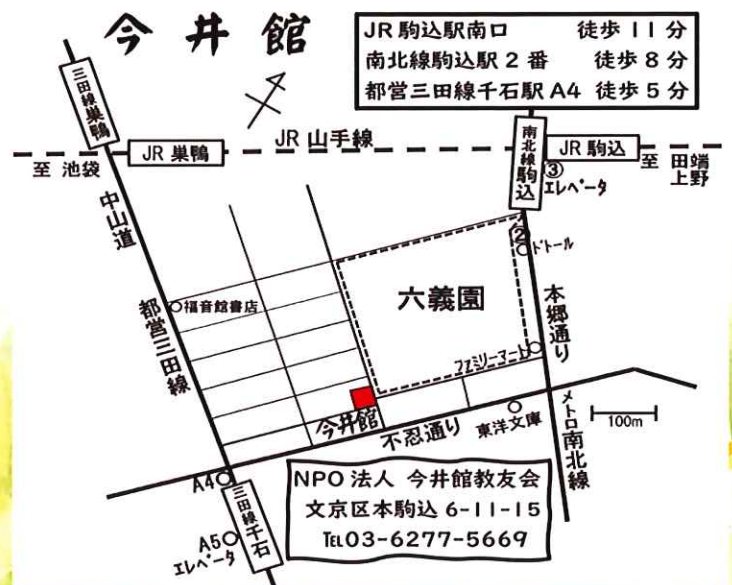 今井館
JR駒込駅南口 徒歩11分
南北線駒込駅2番 徒歩8分
都営三田線千石駅A4 徒歩5分
三田線巣鴨
JR巣鴨
JR山手線
南北線駒込
JR駒込
至 池袋
至 田端
上野
③
エレベータ
中山道
②
ドトール
六義園
福音館書店
本郷通り
都営三田線
ファミリーマート
今井館
不忍通り
東洋文庫
メトロ南北線
100m
A4
三田線千石
A5
エレベータ
NPO法人 今井館教友会
文京区本駒込6-11-15
TEL03-6277-5669